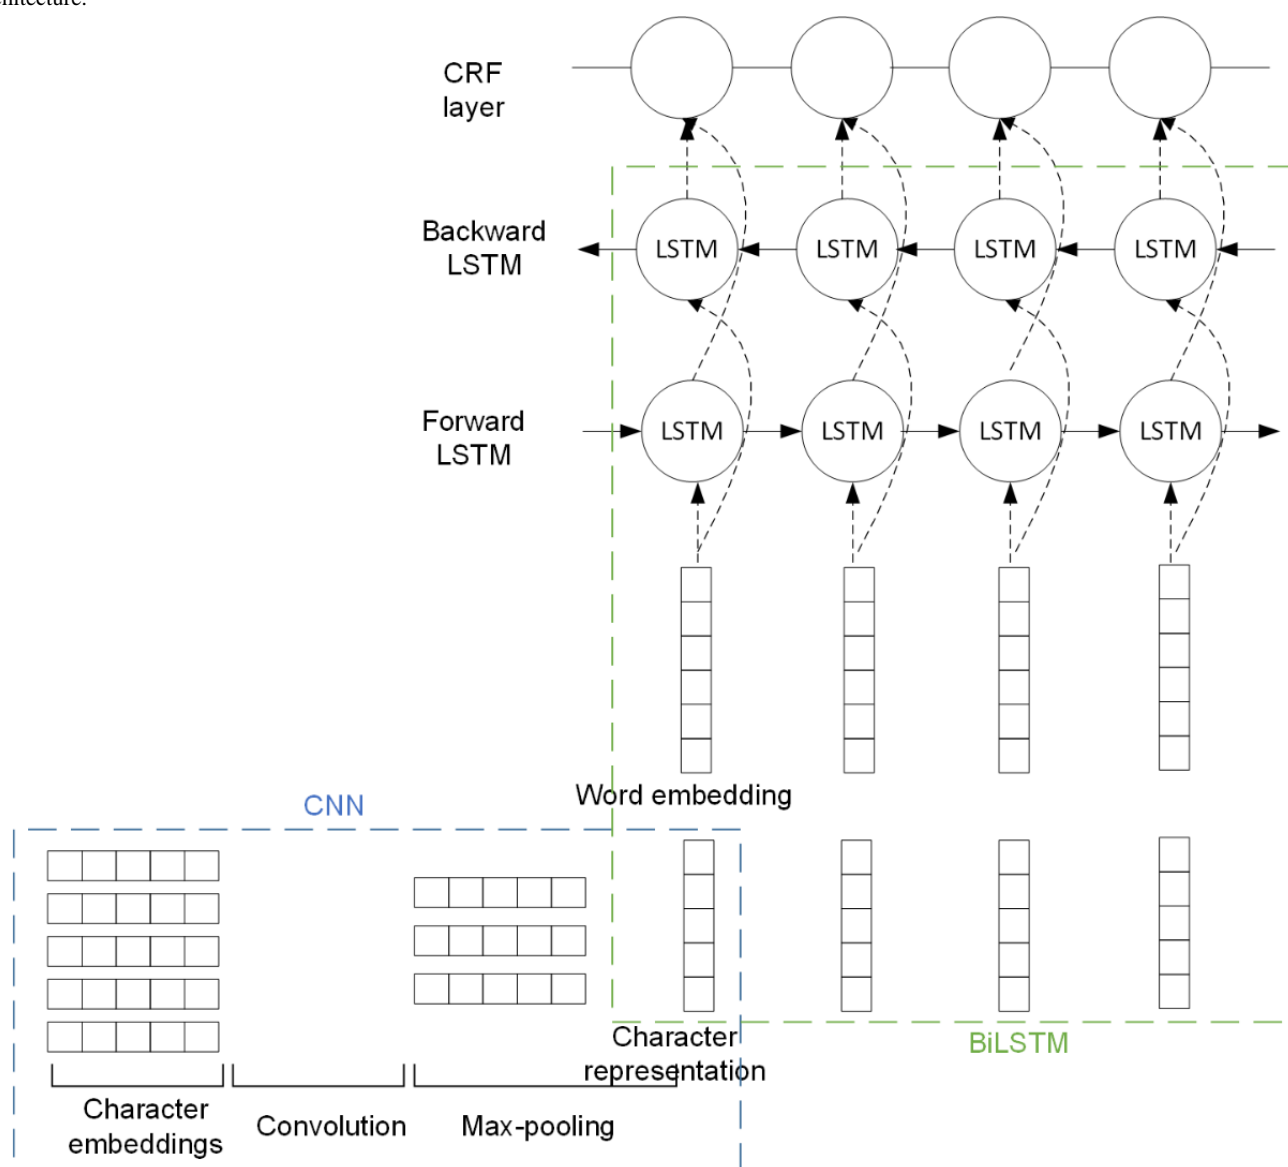 chitecture.
CRF
layer
Backward
LSTM
LSTM LSTM LSTM LSTM
Forward
LSTM
LSTM LSTM LSTM LSTM
Word embedding
CNN
Character
representation
BiLSTM
Character
embeddings
Convolution
Max-pooling